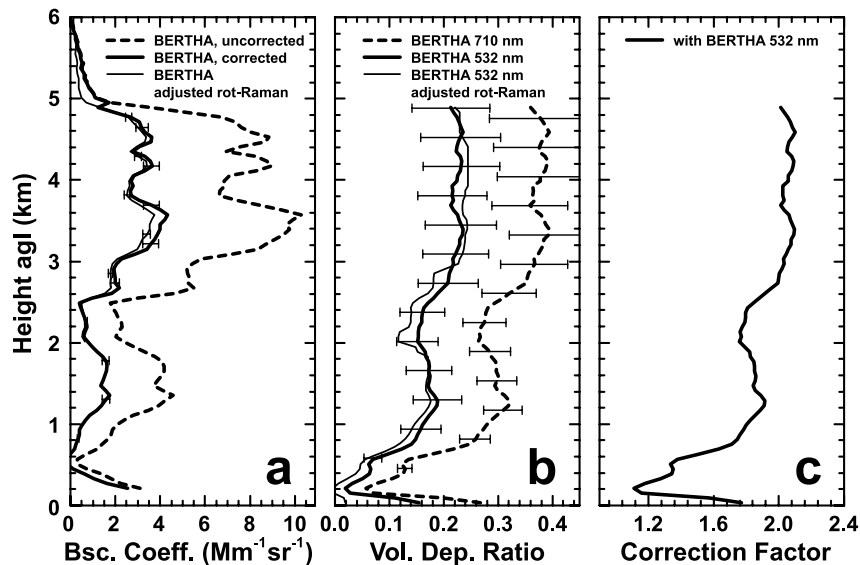 BERTHA, uncorrected
BERTHA, corrected
BERTHA
adjusted rot-Raman
BERTHA 710 nm
BERTHA 532 nm
BERTHA 532 nm
adjusted rot-Raman
with BERTHA 532 nm
Height agl (km)
6
5
4
3
2
1
0
a
b
c
0 2 4 6 8 10
0.0 0.1 0.2 0.3 0.4
1.2 1.6 2.0 2.4
Bsc. Coeff. (Mm⁻¹sr⁻¹)
Vol. Dep. Ratio
Correction Factor